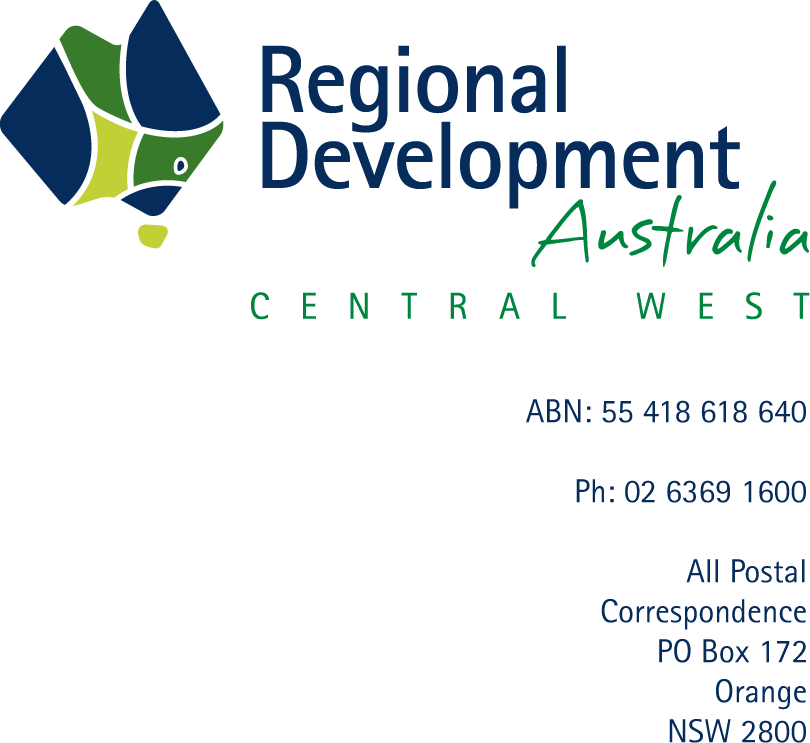 Regional
Development
Australia
CENTRAL WEST
ABN: 55 418 618 640
Ph: 02 6369 1600
All Postal
Correspondence
PO Box 172
Orange
NSW 2800